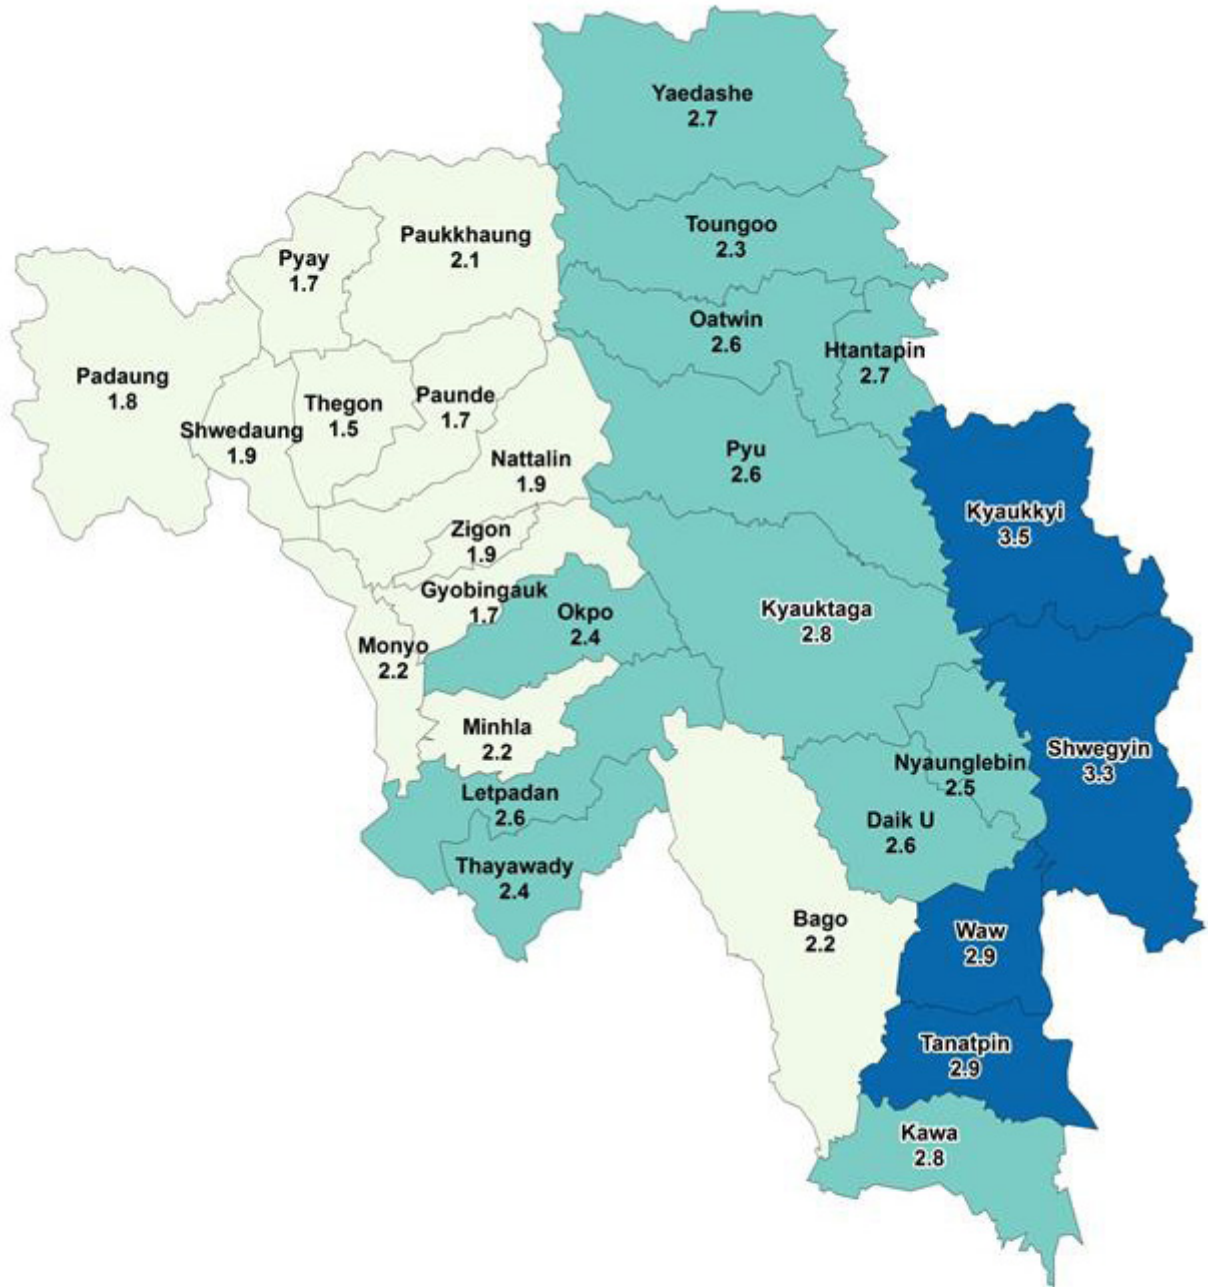 Yaedashe
2.7
Toungoo
2.3
Paukkhaung
2.1
Pyay
1.7
Oatwin
2.6
Htantapin
2.7
Padaung
1.8
Paunde
1.7
Thegon
1.5
Shwedaung
1.9
Pyu
2.6
Nattalin
1.9
Kyaukkyi
3.5
Zigon
1.9
Gyobingauk
1.7
Okpo
2.4
Kyauktaga
2.8
Monyo
2.2
Minhla
2.2
Shwegyin
3.3
Nyaunglebin
2.5
Letpadan
2.6
Daik U
2.6
Thayawady
2.4
Bago
2.2
Waw
2.9
Tanatpin
2.9
Kawa
2.8